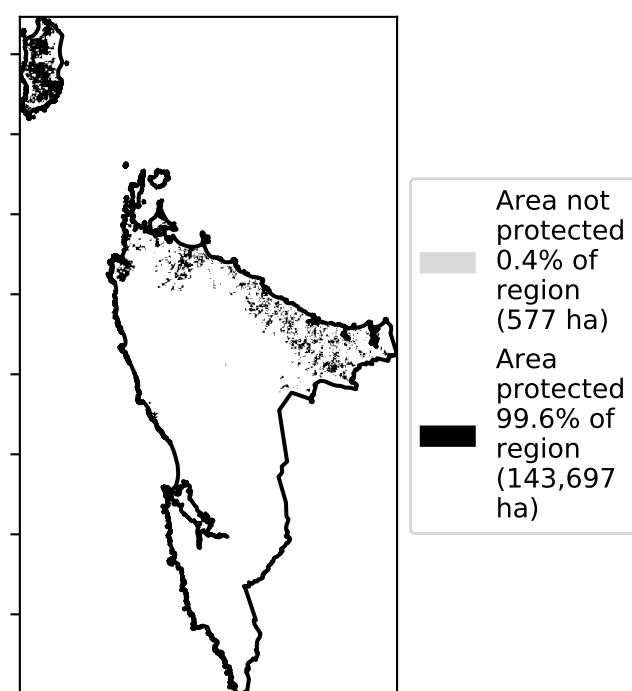 Area not
protected
0.4% of
region
(577 ha)
Area
protected
99.6% of
region
(143,697
ha)